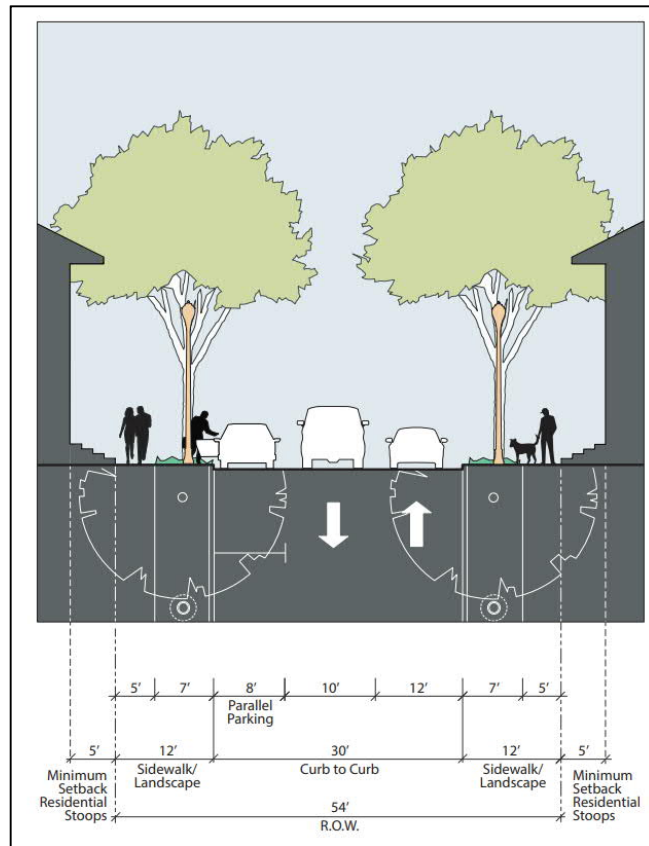 5’ 7’ 8’ 10’ 12’ 7’ 5’
Parallel
Parking
5’ 12’ 30’ 12’ 5’
Minimum
Setback
Residential
Stoops
Sidewalk/
Landscape
Curb to Curb
Sidewalk/
Landscape
Minimum
Setback
Residential
Stoops
54’
R.O.W.